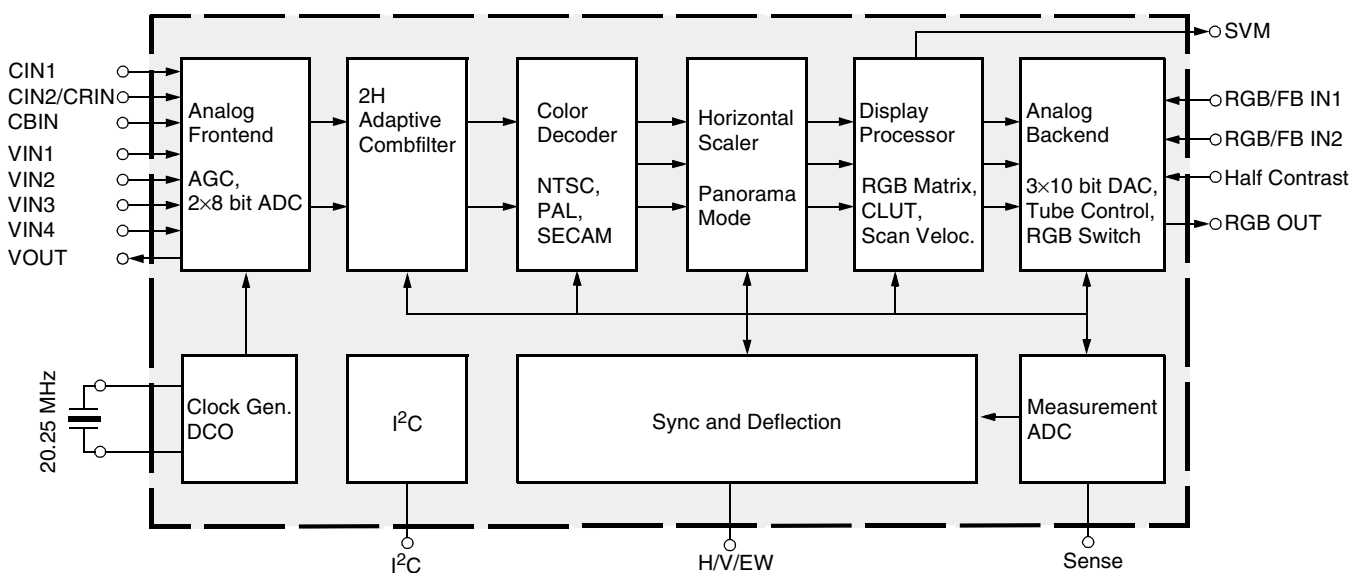 SVM
CIN1
CIN2/CRIN
CBIN
VIN1
VIN2
VIN3
VIN4
VOUT
Analog
Frontend
AGC,
2×8 bit ADC
2H
Adaptive
Combfilter
Color
Decoder
NTSC,
PAL,
SECAM
Horizontal
Scaler
Panorama
Mode
Display
Processor
RGB Matrix,
CLUT,
Scan Veloc.
Analog
Backend
3×10 bit DAC,
Tube Control,
RGB Switch
RGB/FB IN1
RGB/FB IN2
Half Contrast
RGB OUT
20.25 MHz
Clock Gen.
DCO
I²C
Sync and Deflection
Measurement
ADC
I²C
H/V/EW
Sense